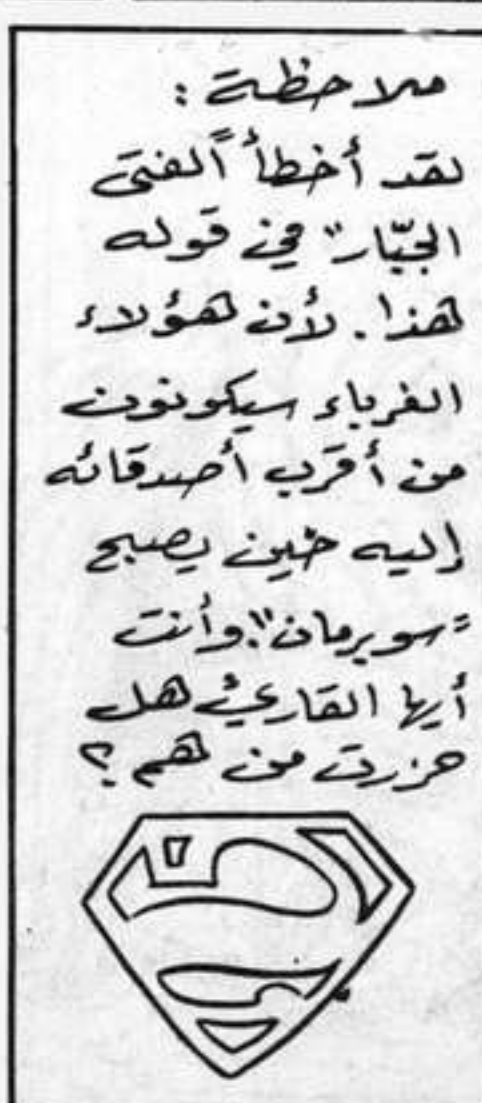 ملاحظة :
لقد أخطأ "الفتى
الجبّار" في قوله
هذا . لأن هؤلاء
الغرباء سيكونون
من أقرب أصدقائه
إليه حين يصبح
"سوبرمان" . وأنت
أيها القارئ هل
حزرت من هم ؟